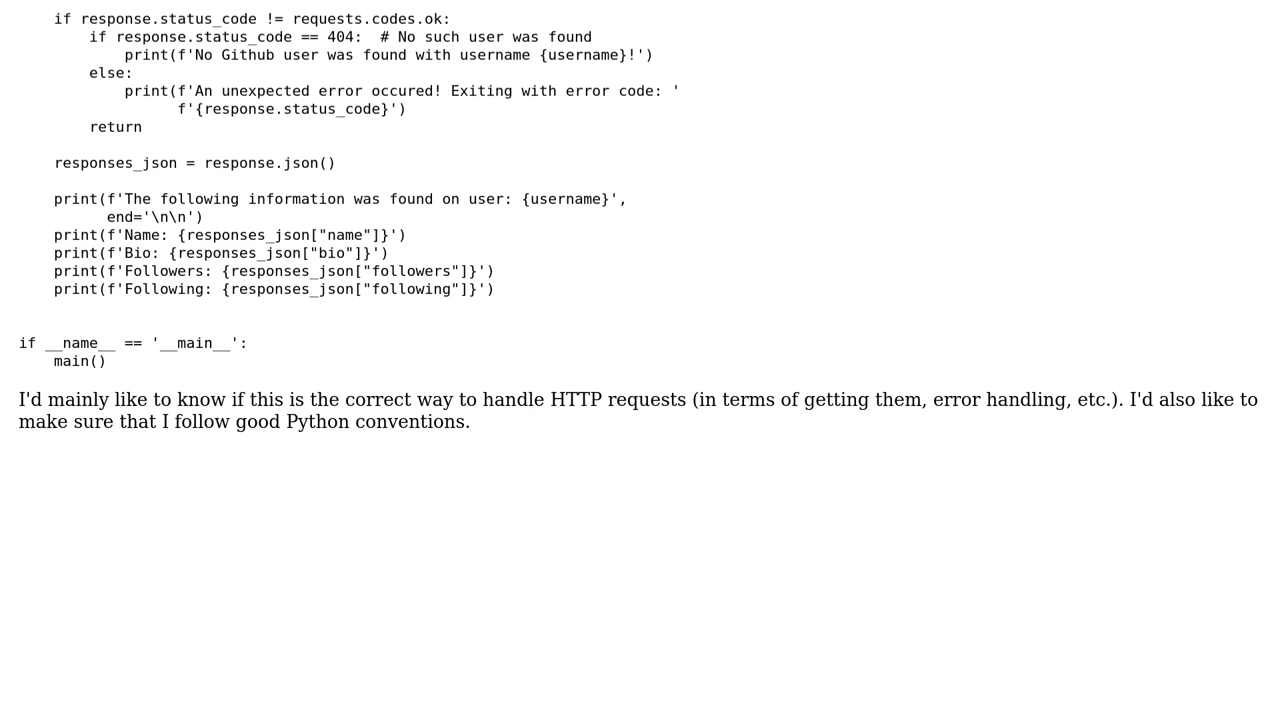 if response.status_code != requests.codes.ok:
        if response.status_code == 404:  # No such user was found
            print(f'No Github user was found with username {username}!')
        else:
            print(f'An unexpected error occured! Exiting with error code: '
                  f'{response.status_code}')
        return

    responses_json = response.json()

    print(f'The following information was found on user: {username}',
          end='\n\n')
    print(f'Name: {responses_json["name"]}')
    print(f'Bio: {responses_json["bio"]}')
    print(f'Followers: {responses_json["followers"]}')
    print(f'Following: {responses_json["following"]}')


if __name__ == '__main__':
    main()

I'd mainly like to know if this is the correct way to handle HTTP requests (in terms of getting them, error handling, etc.). I'd also like to
make sure that I follow good Python conventions.